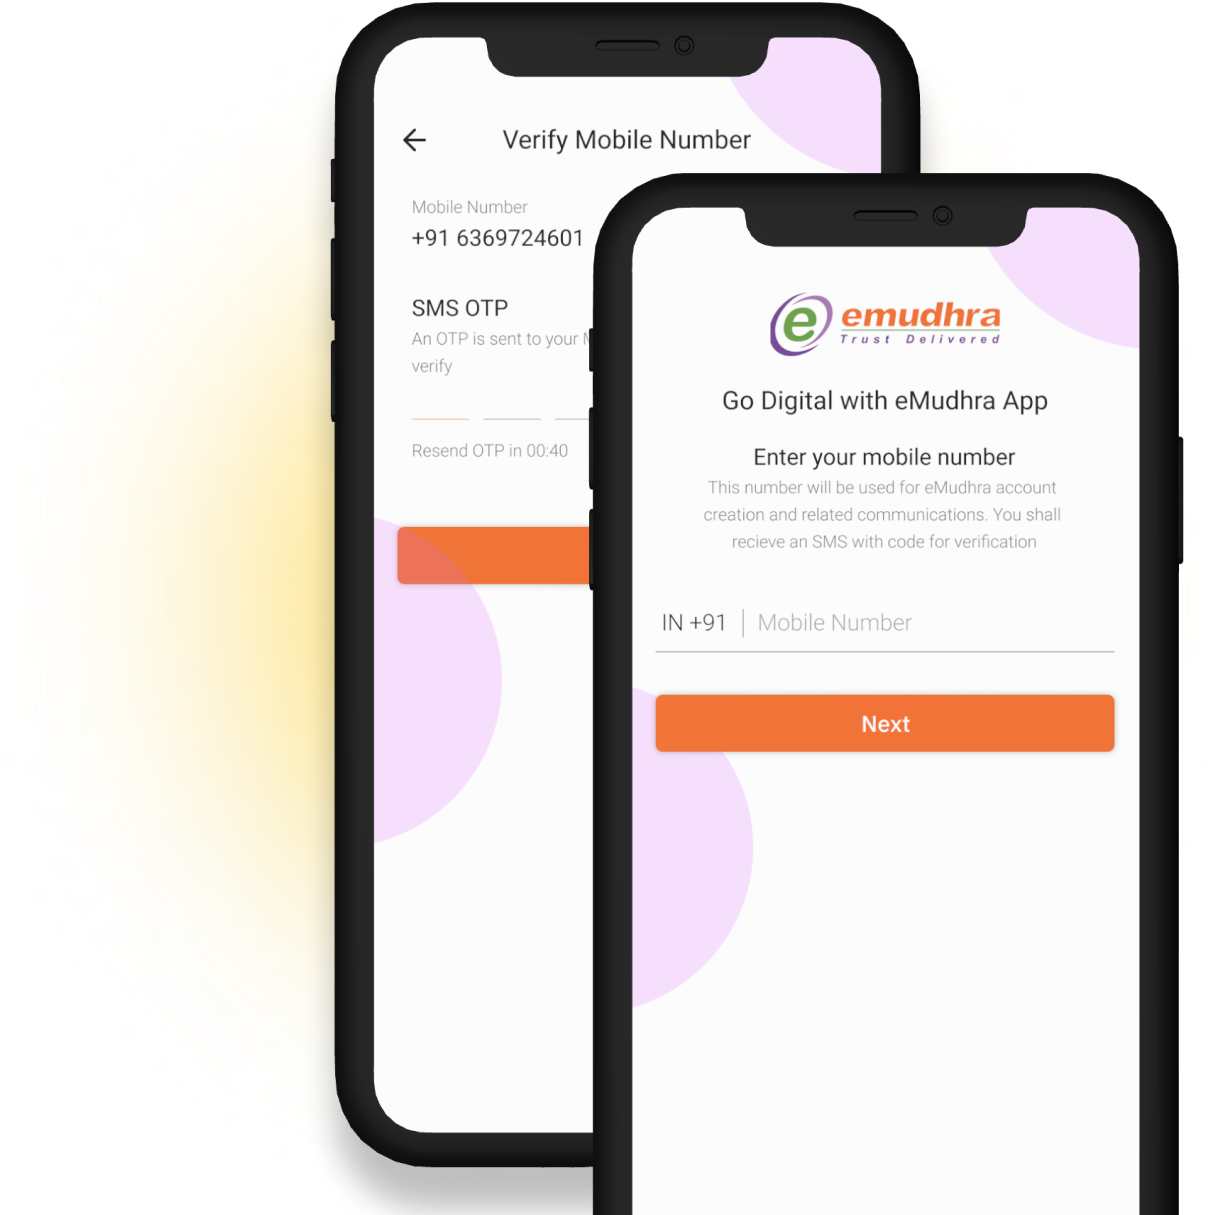 Verify Mobile Number
Mobile Number
+91 6369724601
SMS OTP
An OTP is sent to your
verify
Resend OTP in 00:40
e emudhra
Trust Delivered
Go Digital with eMudhra App
Enter your mobile number
This number will be used for eMudhra account
creation and related communications. You shall
recieve an SMS with code for verification
IN +91 Mobile Number
Next